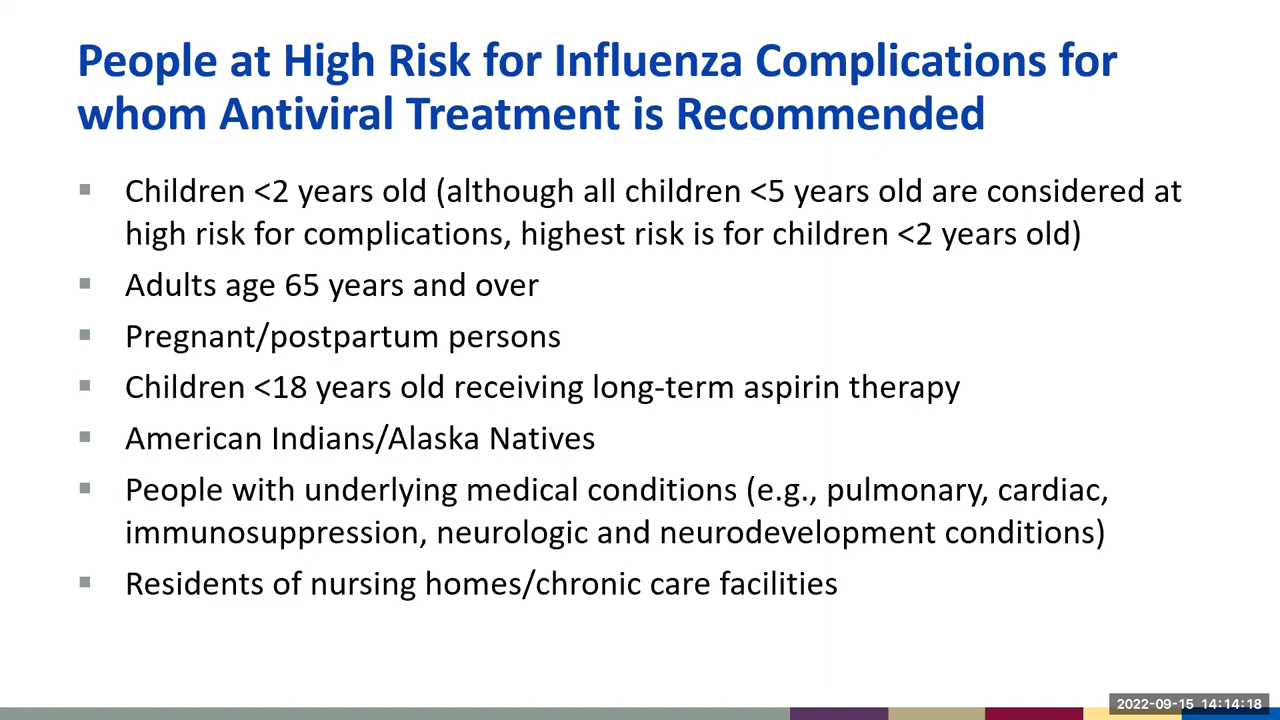 People at High Risk for Influenza Complications for
whom Antiviral Treatment is Recommended
▪ Children <2 years old (although all children <5 years old are considered at
high risk for complications, highest risk is for children <2 years old)
▪ Adults age 65 years and over
▪ Pregnant/postpartum persons
▪ Children <18 years old receiving long-term aspirin therapy
▪ American Indians/Alaska Natives
▪ People with underlying medical conditions (e.g., pulmonary, cardiac,
immunosuppression, neurologic and neurodevelopment conditions)
▪ Residents of nursing homes/chronic care facilities
2022-09-15 14:14:18